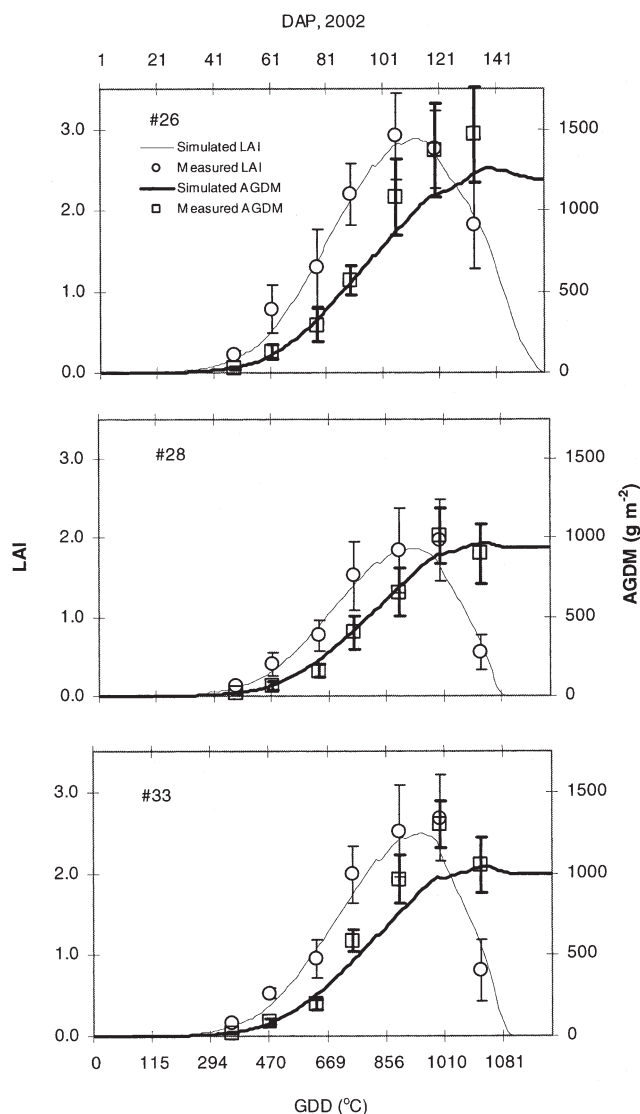 DAP, 2002
1 21 41 61 81 101 121 141
#26
Simulated LAI
Measured LAI
Simulated AGDM
Measured AGDM
3.0 1500
2.0 1000
1.0 500
0.0 0
#28
3.0 1500
2.0 1000
1.0 500
0.0 0
LAI
AGDM (g m⁻²)
#33
3.0 1500
2.0 1000
1.0 500
0.0 0
0 115 294 470 669 856 1010 1081
GDD (°C)